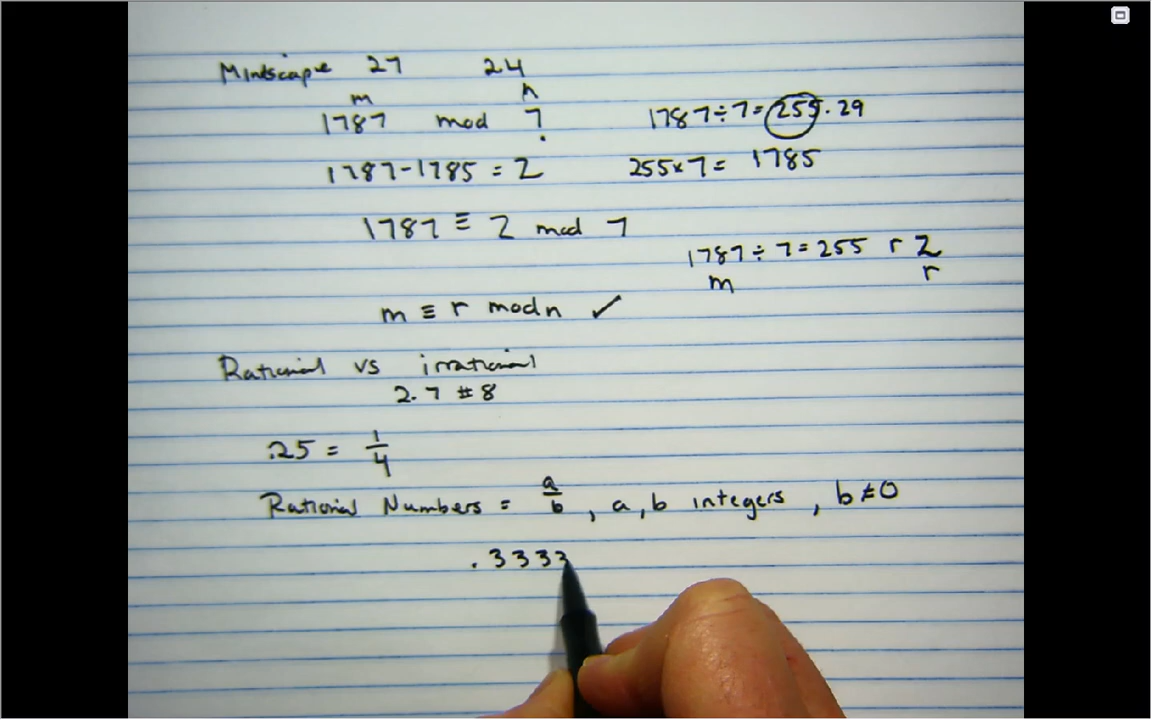 Mindscape 27 24
m n
1787 mod 7 1787÷7=255.29
1787-1785 = 2 255×7= 1785
1787 ≡ 2 mod 7
1787 ÷ 7=255 r 2
m r
m ≡ r mod n ✓
Rational vs irrational
2.7 #8
.25 = 1/4
Rational Numbers = a/b , a, b integers , b≠0
.3333